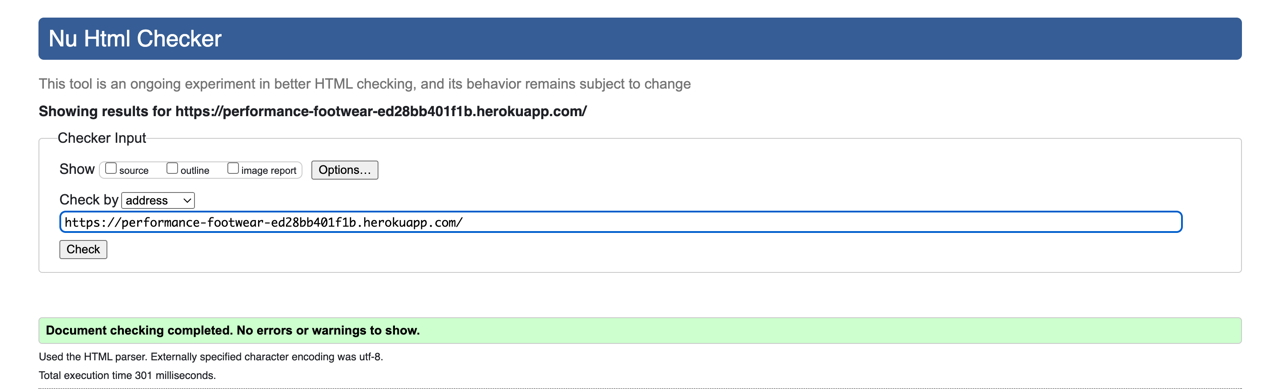 Nu Html Checker
This tool is an ongoing experiment in better HTML checking, and its behavior remains subject to change
Showing results for https://performance-footwear-ed28bb401f1b.herokuapp.com/
Checker Input
Show source outline image report Options...
Check by address
https://performance-footwear-ed28bb401f1b.herokuapp.com/
Check
Document checking completed. No errors or warnings to show.
Used the HTML parser. Externally specified character encoding was utf-8.
Total execution time 301 milliseconds.